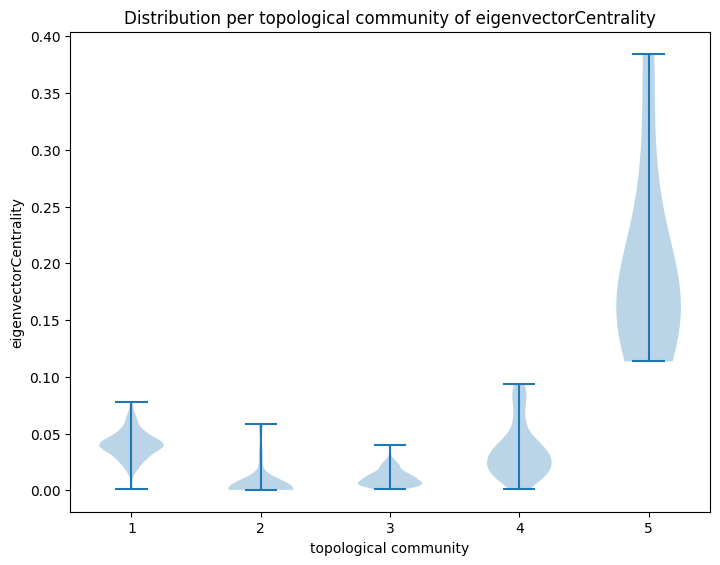 Distribution per topological community of eigenvectorCentrality
0.40
0.35
0.30
0.25
0.20
0.15
0.10
0.05
0.00
eigenvectorCentrality
1 2 3 4 5
topological community